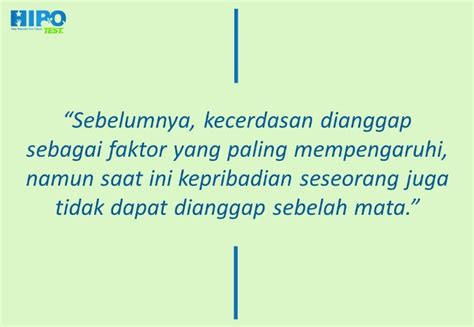 HIPO
TEST.
“Sebelumnya, kecerdasan dianggap
sebagai faktor yang paling mempengaruhi,
namun saat ini kepribadian seseorang juga
tidak dapat dianggap sebelah mata.”